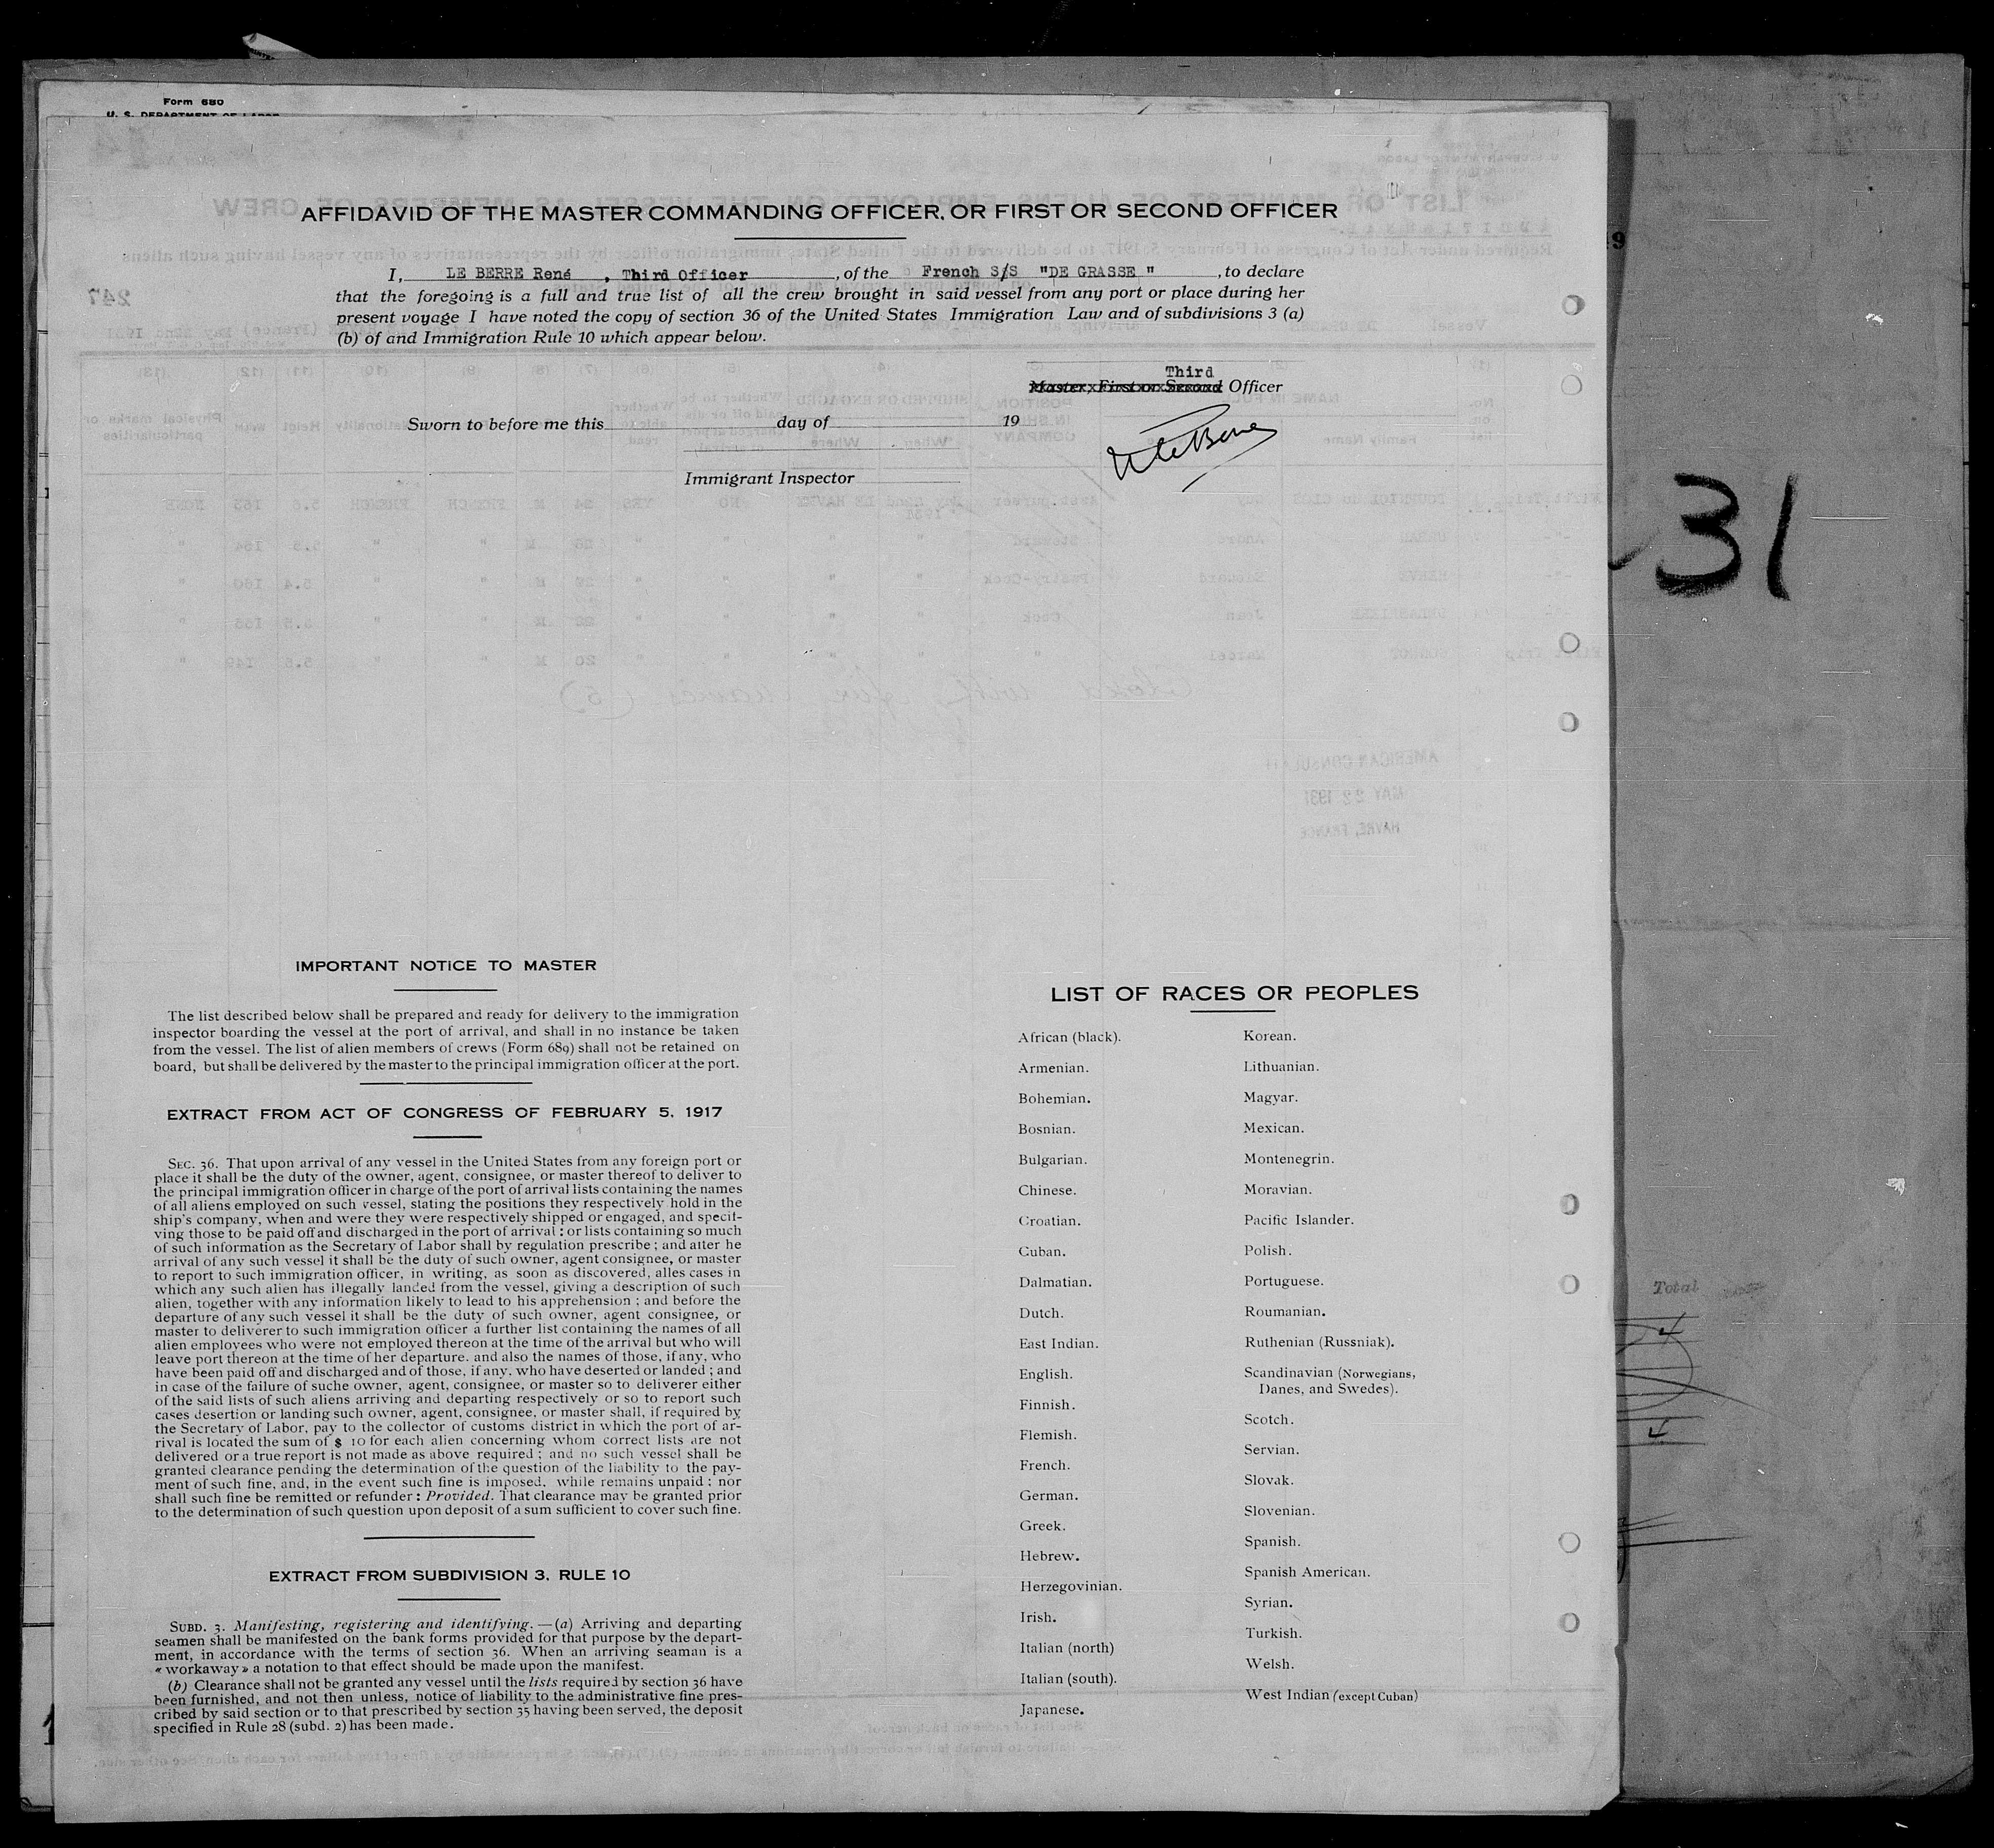 Form 680
U. S. DEPARTMENT OF LABOR
AFFIDAVID OF THE MASTER COMMANDING OFFICER, OR FIRST OR SECOND OFFICER
I, LE BERRE René , Third Officer , of the French S/S "DE GRASSE " , to declare
that the foregoing is a full and true list of all the crew brought in said vessel from any port or place during her
present voyage I have noted the copy of section 36 of the United States Immigration Law and of subdivisions 3 (a)
(b) of and Immigration Rule 10 which appear below.
Third
Master, First or Second Officer
Sworn to before me this day of 19
Immigrant Inspector
31
IMPORTANT NOTICE TO MASTER
The list described below shall be prepared and ready for delivery to the immigration
inspector boarding the vessel at the port of arrival, and shall in no instance be taken
from the vessel. The list of alien members of crews (Form 689) shall not be retained on
board, but shall be delivered by the master to the principal immigration officer at the port.
EXTRACT FROM ACT OF CONGRESS OF FEBRUARY 5, 1917
SEC. 36. That upon arrival of any vessel in the United States from any foreign port or
place it shall be the duty of the owner, agent, consignee, or master thereof to deliver to
the principal immigration officer in charge of the port of arrival lists containing the names
of all aliens employed on such vessel, stating the positions they respectively hold in the
ship's company, when and were they were respectively shipped or engaged, and specif-
ving those to be paid off and discharged in the port of arrival : or lists containing so much
of such information as the Secretary of Labor shall by regulation prescribe ; and atter he
arrival of any such vessel it shall be the duty of such owner, agent consignee, or master
to report to such immigration officer, in writing, as soon as discovered, alles cases in
which any such alien has illegally landed from the vessel, giving a description of such
alien, together with any information likely to lead to his apprehension ; and before the
departure of any such vessel it shall be the duty of such owner, agent consignee, or
master to deliverer to such immigration officer a further list containing the names of all
alien employees who were not employed thereon at the time of the arrival but who will
leave port thereon at the time of her departure. and also the names of those, if any, who
have been paid off and discharged and of those, if any, who have deserted or landed ; and
in case of the failure of suche owner, agent, consignee, or master so to deliverer either
of the said lists of such aliens arriving and departing respectively or so to report such
cases desertion or landing such owner, agent, consignee, or master shall, if required by
the Secretary of Labor, pay to the collector of customs district in which the port of ar-
rival is located the sum of $ 10 for each alien concerning whom correct lists are not
delivered or a true report is not made as above required ; and no such vessel shall be
granted clearance pending the determination of the question of the liability to the pay-
ment of such fine, and, in the event such fine is imposed, while remains unpaid ; nor
shall such fine be remitted or refunder : Provided. That clearance may be granted prior
to the determination of such question upon deposit of a sum sufficient to cover such fine.
EXTRACT FROM SUBDIVISION 3, RULE 10
SUBD. 3. Manifesting, registering and identifying. — (a) Arriving and departing
seamen shall be manifested on the bank forms provided for that purpose by the depart-
ment, in accordance with the terms of section 36. When an arriving seaman is a
« workaway » a notation to that effect should be made upon the manifest.
(b) Clearance shall not be granted any vessel until the lists required by section 36 have
been furnished, and not then unless, notice of liability to the administrative fine pres-
cribed by said section or to that prescribed by section 35 having been served, the deposit
specified in Rule 28 (subd. 2) has been made.
LIST OF RACES OR PEOPLES
African (black).
Armenian.
Bohemian.
Bosnian.
Bulgarian.
Chinese.
Croatian.
Cuban.
Dalmatian.
Dutch.
East Indian.
English.
Finnish.
Flemish.
French.
German.
Greek.
Hebrew.
Herzegovinian.
Irish.
Italian (north)
Italian (south).
Japanese.
Korean.
Lithuanian.
Magyar.
Mexican.
Montenegrin.
Moravian.
Pacific Islander.
Polish.
Portuguese.
Roumanian.
Ruthenian (Russniak).
Scandinavian (Norwegians,
Danes, and Swedes).
Scotch.
Servian.
Slovak.
Slovenian.
Spanish.
Spanish American.
Syrian.
Turkish.
Welsh.
West Indian (except Cuban)
Total